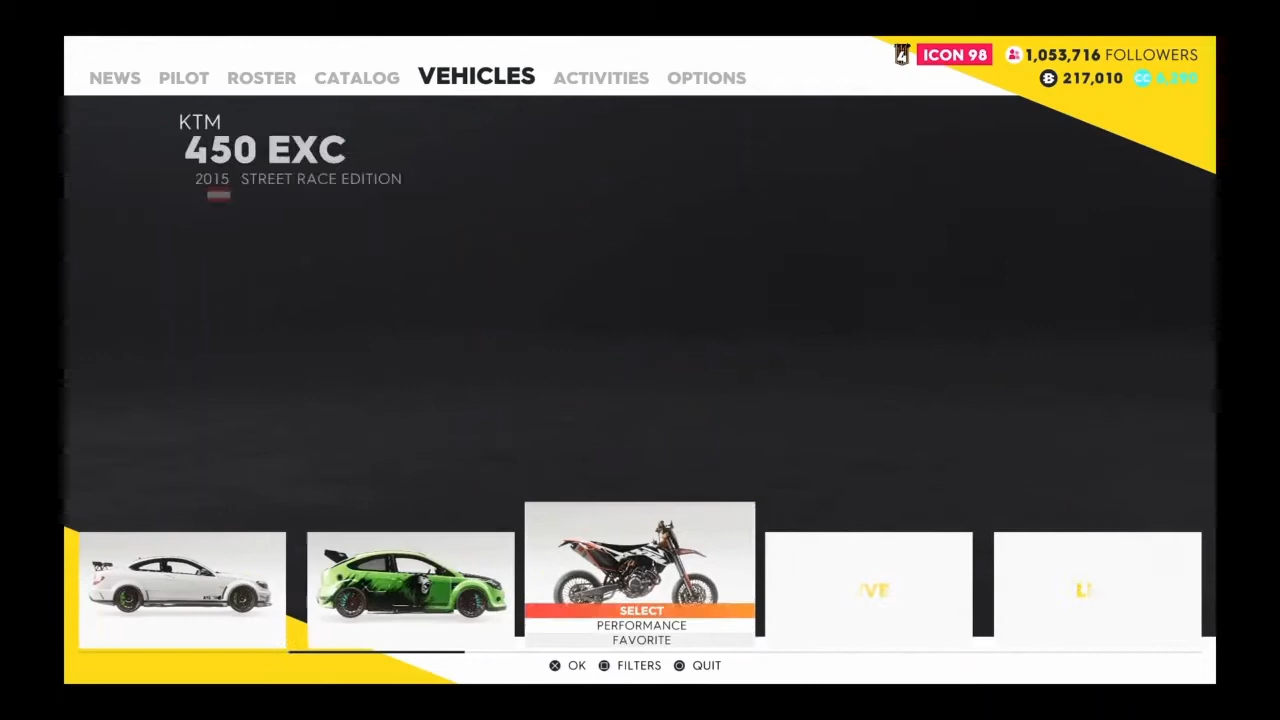 NEWS PILOT ROSTER CATALOG VEHICLES ACTIVITIES OPTIONS
ICON 98 1,053,716 FOLLOWERS
217,010 CC
KTM
450 EXC
2015 STREET RACE EDITION
SELECT
PERFORMANCE
FAVORITE
OK FILTERS QUIT